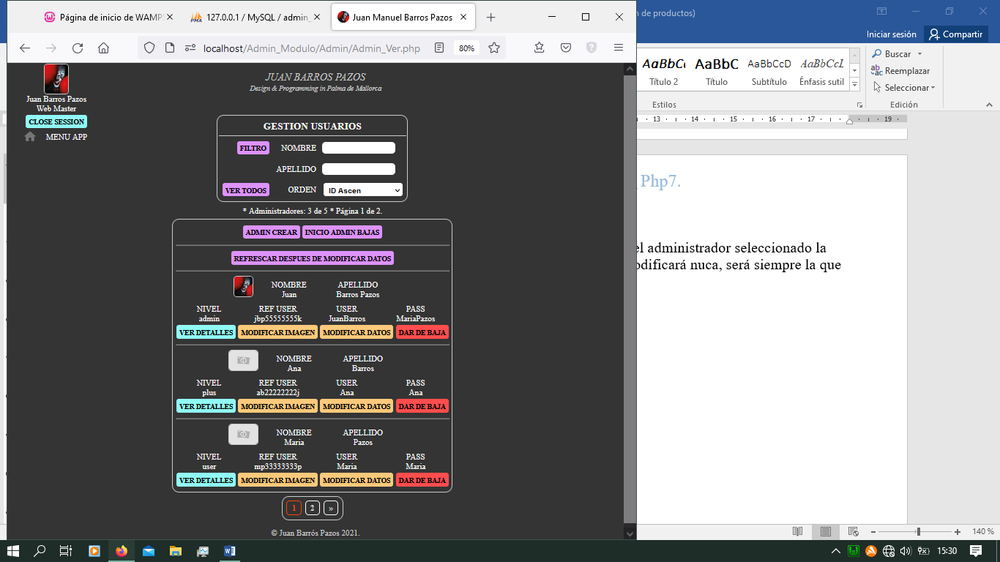 Página de inicio de WAMPS
127.0.0.1 / MySQL / admin_
Juan Manuel Barros Pazos
n de productos)
Iniciar sesión
Compartir
localhost/Admin_Modulo/Admin/Admin_Ver.php
80%
AaBbCc
AaBbC
AaBbCcD
AaBbCcL
Título 2
Título
Subtítulo
Énfasis sutil
Estilos
Buscar
Reemplazar
Seleccionar
Edición
13 14 15 16 17 19
Juan Barros Pazos
Web Master
CLOSE SESSION
MENU APP
JUAN BARROS PAZOS
Design & Programming in Palma de Mallorca
GESTION USUARIOS
FILTRO NOMBRE
APELLIDO
VER TODOS ORDEN ID Ascen
* Administradores: 3 de 5 * Página 1 de 2.
ADMIN CREAR INICIO ADMIN BAJAS
REFRESCAR DESPUES DE MODIFICAR DATOS
NOMBRE APELLIDO
Juan Barros Pazos
NIVEL REF USER USER PASS
admin jbp55555555k JuanBarros MariaPazos
VER DETALLES MODIFICAR IMAGEN MODIFICAR DATOS DAR DE BAJA
NOMBRE APELLIDO
Ana Barros
NIVEL REF USER USER PASS
plus ab22222222j Ana Ana
VER DETALLES MODIFICAR IMAGEN MODIFICAR DATOS DAR DE BAJA
NOMBRE APELLIDO
Maria Pazos
NIVEL REF USER USER PASS
user mp33333333p Maria Maria
VER DETALLES MODIFICAR IMAGEN MODIFICAR DATOS DAR DE BAJA
1 2 »
© Juan Barrós Pazos 2021.
Php7.
el administrador seleccionado la
odificará nuca, será siempre la que
140 %
15:30